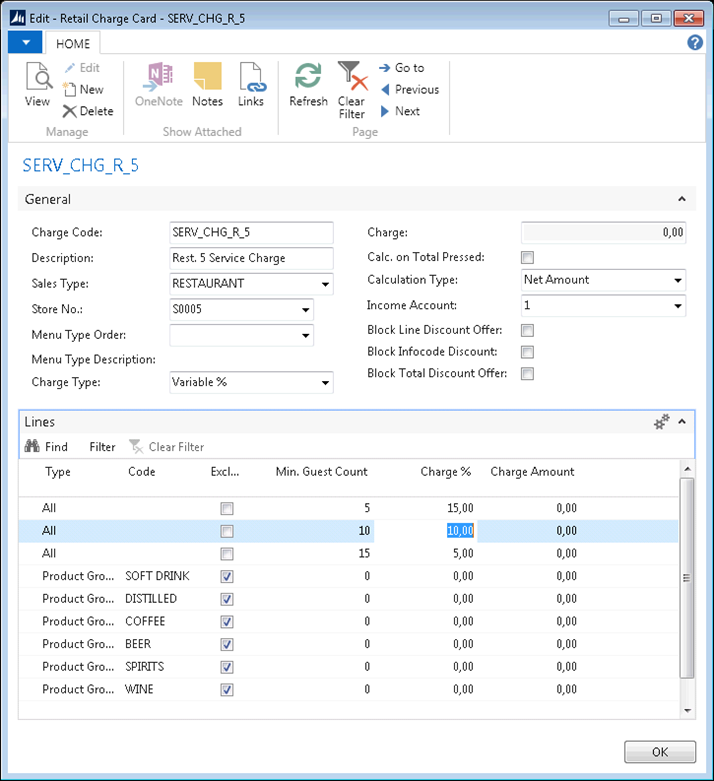 Edit - Retail Charge Card - SERV_CHG_R_5
HOME
View
Edit
New
Delete
Manage
OneNote
Notes
Links
Show Attached
Refresh
Clear
Filter
Go to
Previous
Next
Page
SERV_CHG_R_5
General
Charge Code: SERV_CHG_R_5
Description: Rest. 5 Service Charge
Sales Type: RESTAURANT
Store No.: S0005
Menu Type Order:
Menu Type Description:
Charge Type: Variable %
Charge: 0,00
Calc. on Total Pressed:
Calculation Type: Net Amount
Income Account: 1
Block Line Discount Offer:
Block Infocode Discount:
Block Total Discount Offer:
Lines
Find Filter Clear Filter
Type Code Excl... Min. Guest Count Charge % Charge Amount
All 5 15,00 0,00
All 10 10,00 0,00
All 15 5,00 0,00
Product Gro... SOFT DRINK 0 0,00 0,00
Product Gro... DISTILLED 0 0,00 0,00
Product Gro... COFFEE 0 0,00 0,00
Product Gro... BEER 0 0,00 0,00
Product Gro... SPIRITS 0 0,00 0,00
Product Gro... WINE 0 0,00 0,00
OK